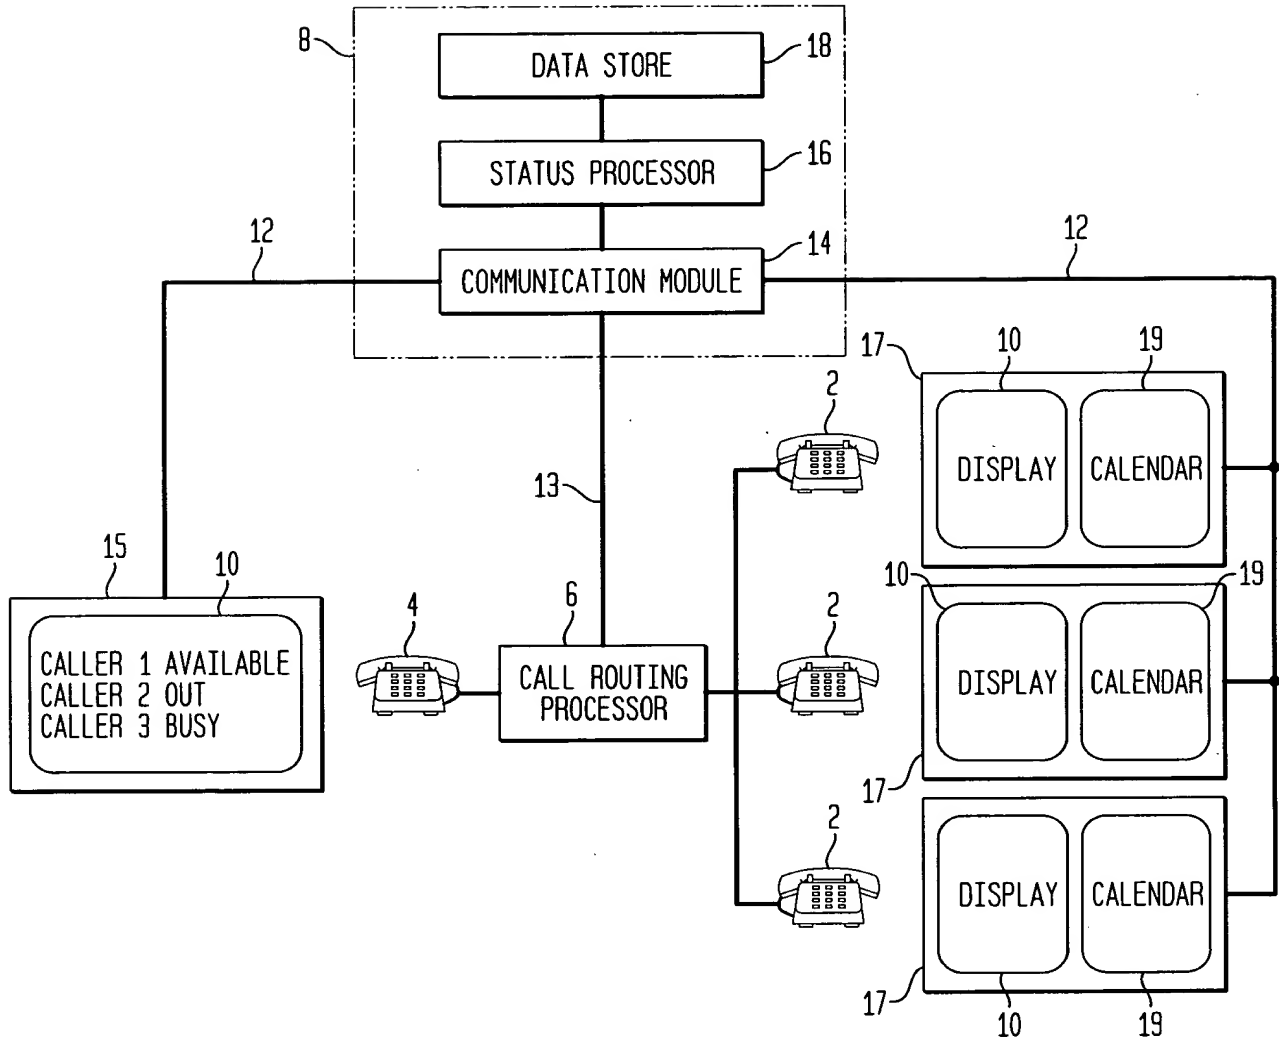 8
DATA STORE
18
STATUS PROCESSOR
16
12
COMMUNICATION MODULE
14
12
17
10
19
DISPLAY
CALENDAR
2
13
15
10
CALLER 1 AVAILABLE
CALLER 2 OUT
CALLER 3 BUSY
4
6
CALL ROUTING
PROCESSOR
2
10
19
DISPLAY
CALENDAR
17
2
DISPLAY
CALENDAR
17
10
19